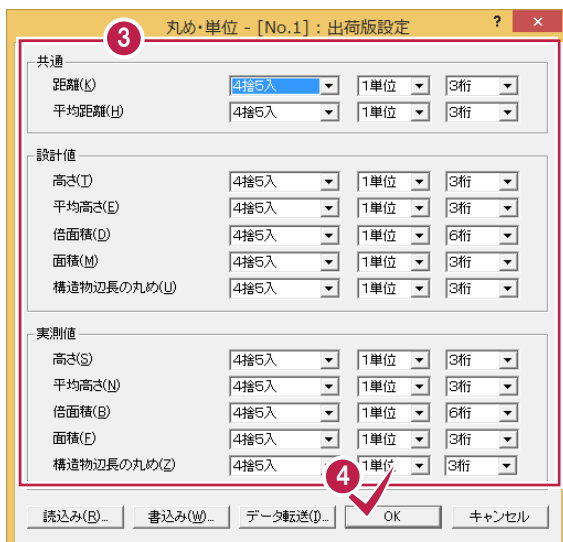 丸め・単位 - [No.1] : 出荷版設定 ? ×
3
共通
距離(K) 4捨5入 1単位 3桁
平均距離(H) 4捨5入 1単位 3桁
設計値
高さ(T) 4捨5入 1単位 3桁
平均高さ(E) 4捨5入 1単位 3桁
倍面積(D) 4捨5入 1単位 6桁
面積(M) 4捨5入 1単位 3桁
構造物辺長の丸め(U) 4捨5入 1単位 3桁
実測値
高さ(S) 4捨5入 1単位 3桁
平均高さ(N) 4捨5入 1単位 3桁
倍面積(B) 4捨5入 1単位 6桁
面積(F) 4捨5入 1単位 3桁
構造物辺長の丸め(Z) 4捨5入 1単位 3桁
4
読込み(R)... 書込み(W)... データ転送(I)... OK キャンセル